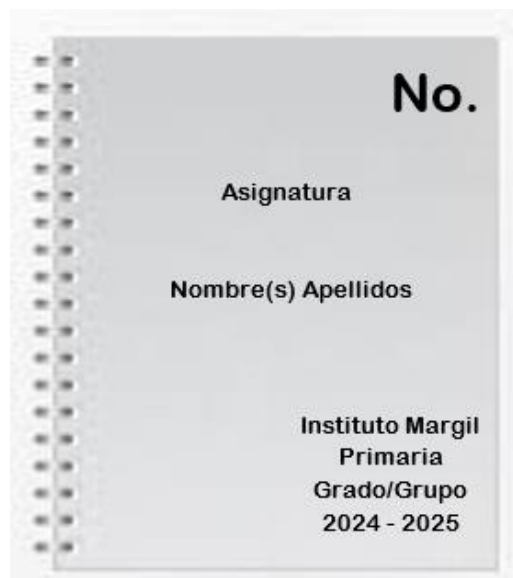 No.
Asignatura
Nombre(s) Apellidos
Instituto Margil
Primaria
Grado/Grupo
2024 - 2025